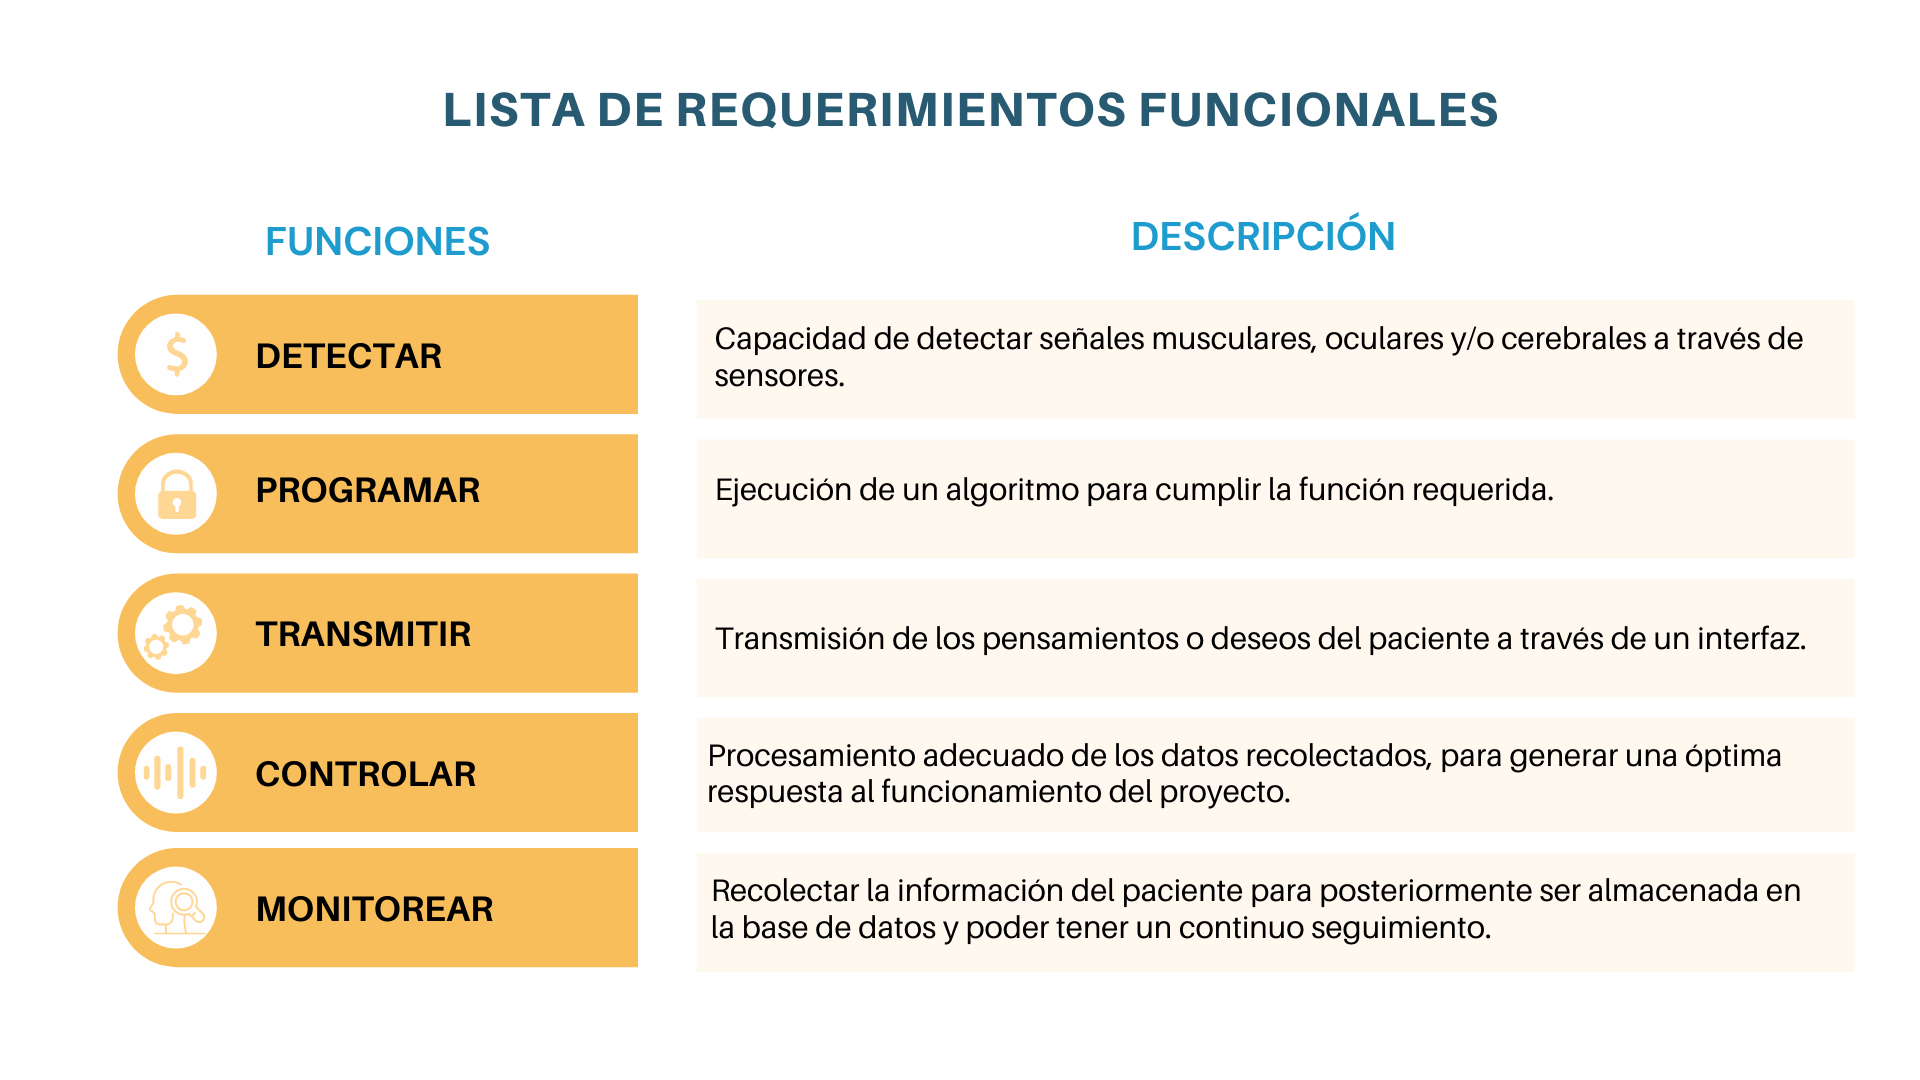 LISTA DE REQUERIMIENTOS FUNCIONALES
FUNCIONES
DESCRIPCIÓN
$
DETECTAR
Capacidad de detectar señales musculares, oculares y/o cerebrales a través de
sensores.
PROGRAMAR
Ejecución de un algoritmo para cumplir la función requerida.
TRANSMITIR
Transmisión de los pensamientos o deseos del paciente a través de un interfaz.
CONTROLAR
Procesamiento adecuado de los datos recolectados, para generar una óptima
respuesta al funcionamiento del proyecto.
MONITOREAR
Recolectar la información del paciente para posteriormente ser almacenada en
la base de datos y poder tener un continuo seguimiento.